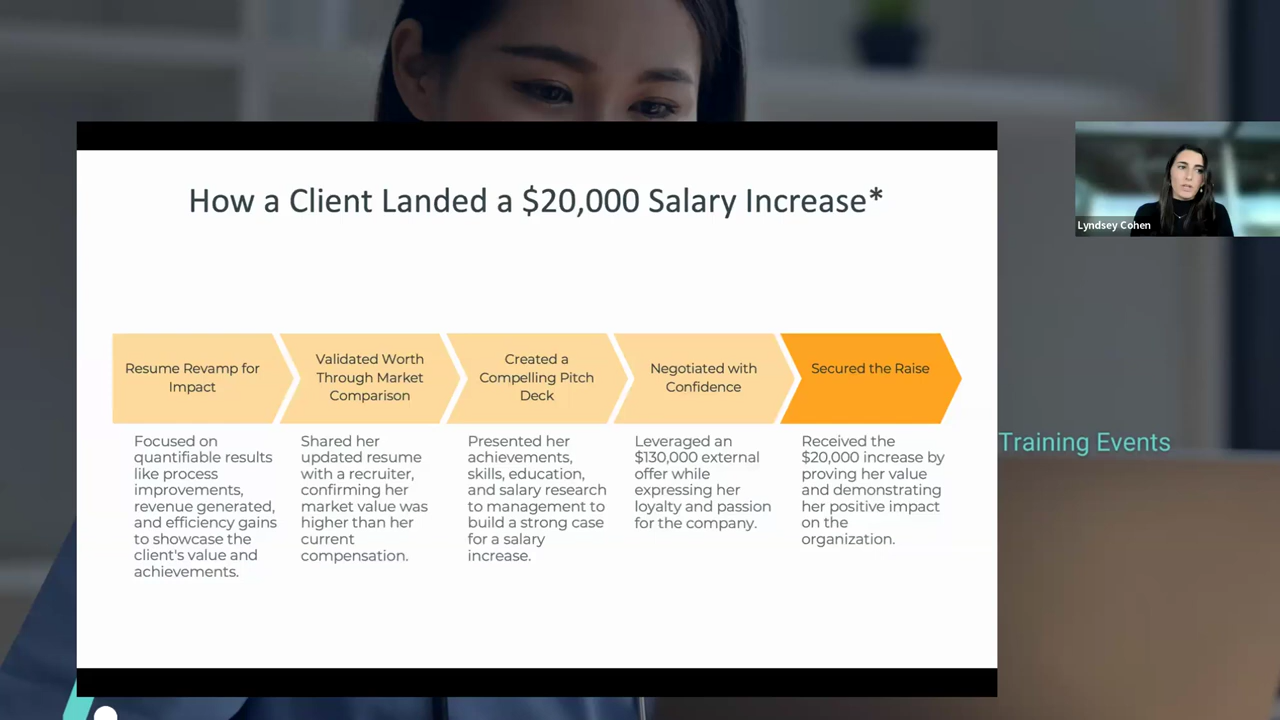 How a Client Landed a $20,000 Salary Increase*
Lyndsey Cohen
Resume Revamp for
Impact
Validated Worth
Through Market
Comparison
Created a
Compelling Pitch
Deck
Negotiated with
Confidence
Secured the Raise
Focused on
quantifiable results
like process
improvements,
revenue generated,
and efficiency gains
to showcase the
client's value and
achievements.
Shared her
updated resume
with a recruiter,
confirming her
market value was
higher than her
current
compensation.
Presented her
achievements,
skills, education,
and salary research
to management to
build a strong case
for a salary
increase.
Leveraged an
$130,000 external
offer while
expressing her
loyalty and passion
for the company.
Received the
$20,000 increase by
proving her value
and demonstrating
her positive impact
on the
organization.
Training Events